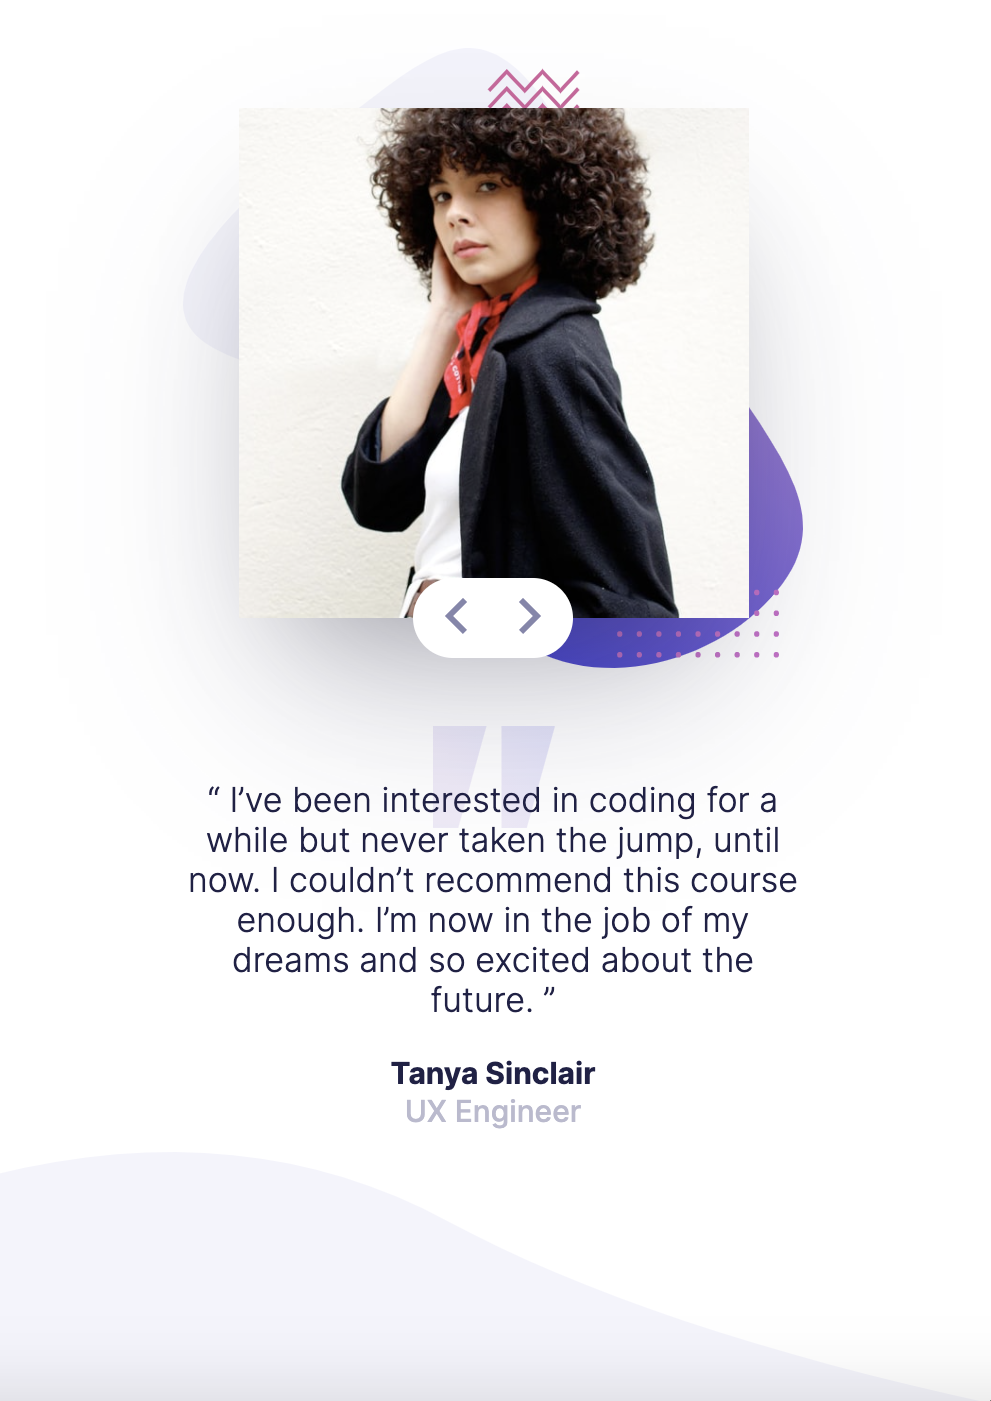 “ I’ve been interested in coding for a
while but never taken the jump, until
now. I couldn’t recommend this course
enough. I’m now in the job of my
dreams and so excited about the
future. ”
Tanya Sinclair
UX Engineer